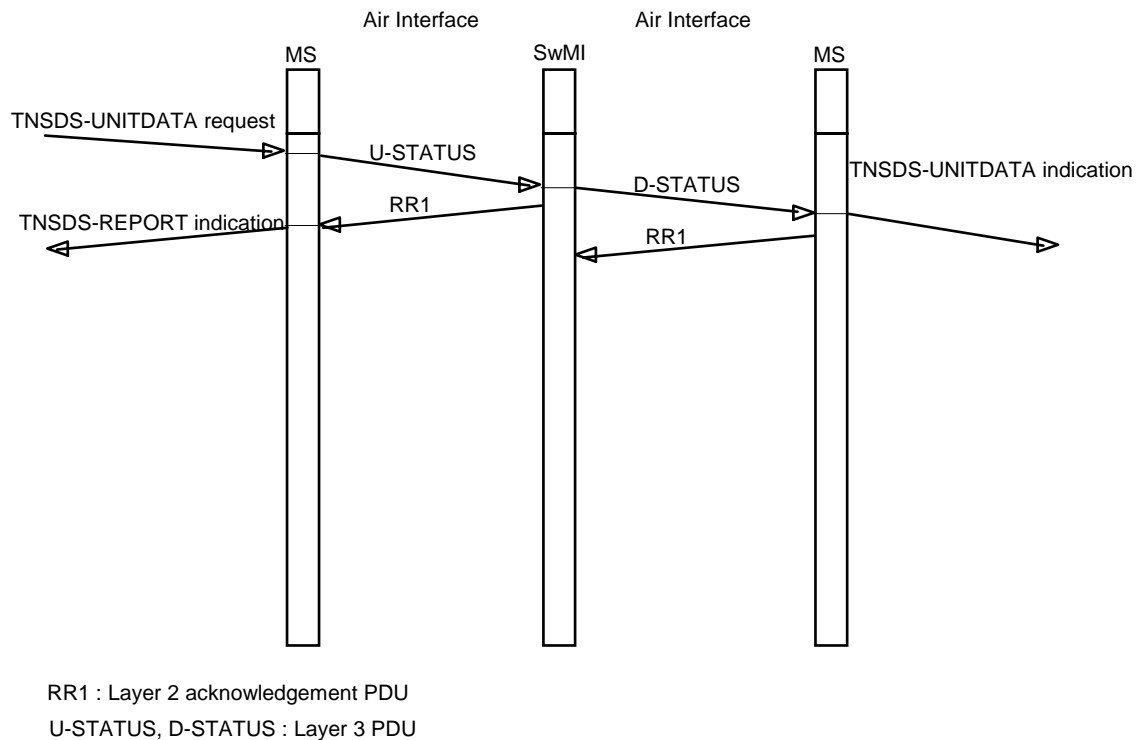 Air Interface
Air Interface
MS
SwMI
MS
TNSDS-UNITDATA request
U-STATUS
TNSDS-UNITDATA indication
D-STATUS
RR1
TNSDS-REPORT indication
RR1
RR1 : Layer 2 acknowledgement PDU
U-STATUS, D-STATUS : Layer 3 PDU